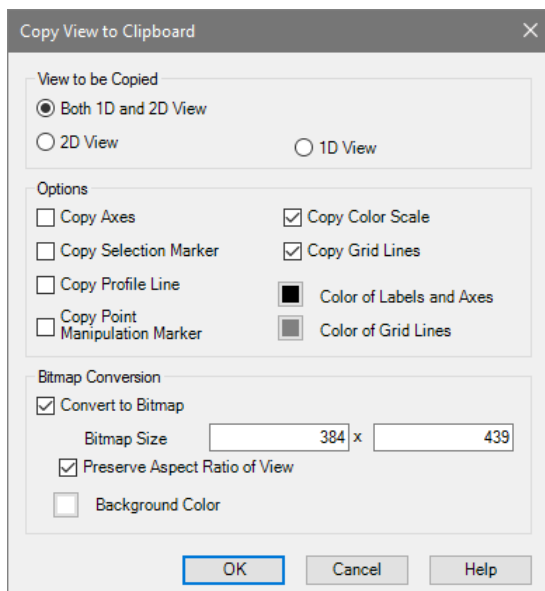 Copy View to Clipboard
View to be Copied
Both 1D and 2D View
2D View
1D View
Options
Copy Axes
Copy Color Scale
Copy Selection Marker
Copy Grid Lines
Copy Profile Line
Color of Labels and Axes
Copy Point
Manipulation Marker
Color of Grid Lines
Bitmap Conversion
Convert to Bitmap
Bitmap Size 384 x 439
Preserve Aspect Ratio of View
Background Color
OK Cancel Help